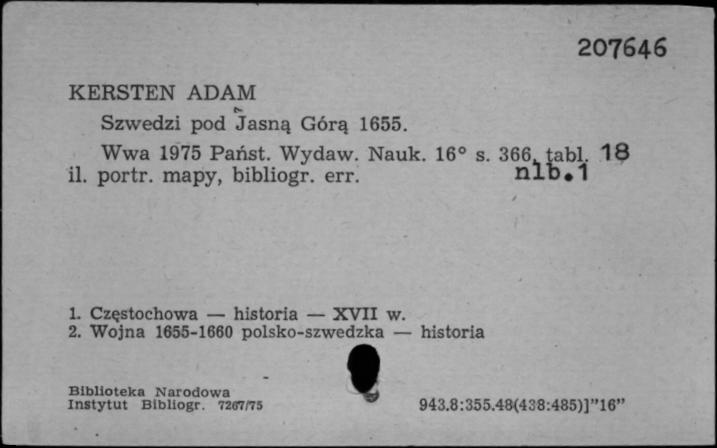 207646
KERSTEN ADAM
Szwedzi pod Jasną Górą 1655.
Wwa 1975 Państ. Wydaw. Nauk. 16° s. 366, tabl. 18
il. portr. mapy, bibliogr. err. nlb.1
1. Częstochowa — historia — XVII w.
2. Wojna 1655-1660 polsko-szwedzka — historia
Biblioteka Narodowa
Instytut Bibliogr. 7267/75 943.8:355.48(438:485)]”16”